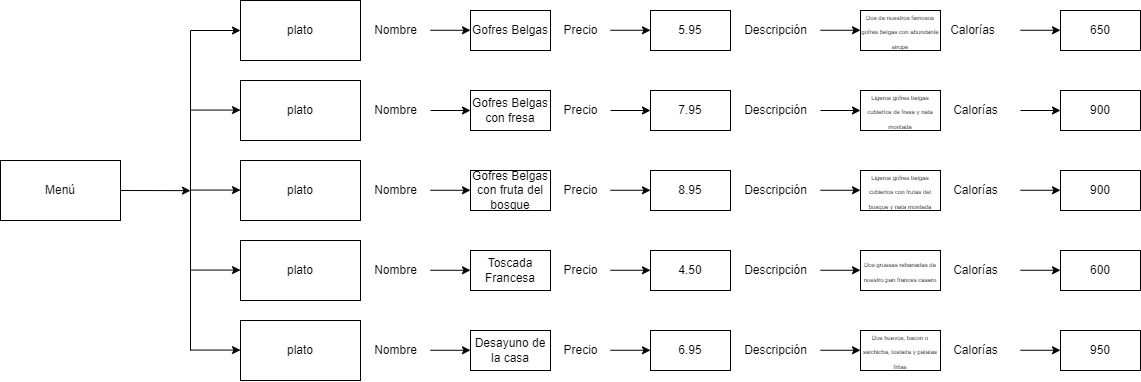 plato Nombre Gofres Belgas Precio 5.95 Descripción
Dos de nuestros famosos
gofres belgas con abundante
sirope
Calorías 650
plato Nombre
Gofres Belgas
con fresa
Precio 7.95 Descripción
Ligeros gofres belgas
cubiertos de fresa y nata
montada
Calorías 900
Menú
plato Nombre
Gofres Belgas
con fruta del
bosque
Precio 8.95 Descripción
Ligeros gofres belgas
cubiertos con frutas del
bosque y nata montada
Calorías 900
plato Nombre
Toscada
Francesa
Precio 4.50 Descripción
Dos gruesas rebanadas de
nuestro pan frances casero
Calorías 600
plato Nombre
Desayuno de
la casa
Precio 6.95 Descripción
Dos huevos, bacon o
salchicha, tostada y patatas
fritas
Calorías 950